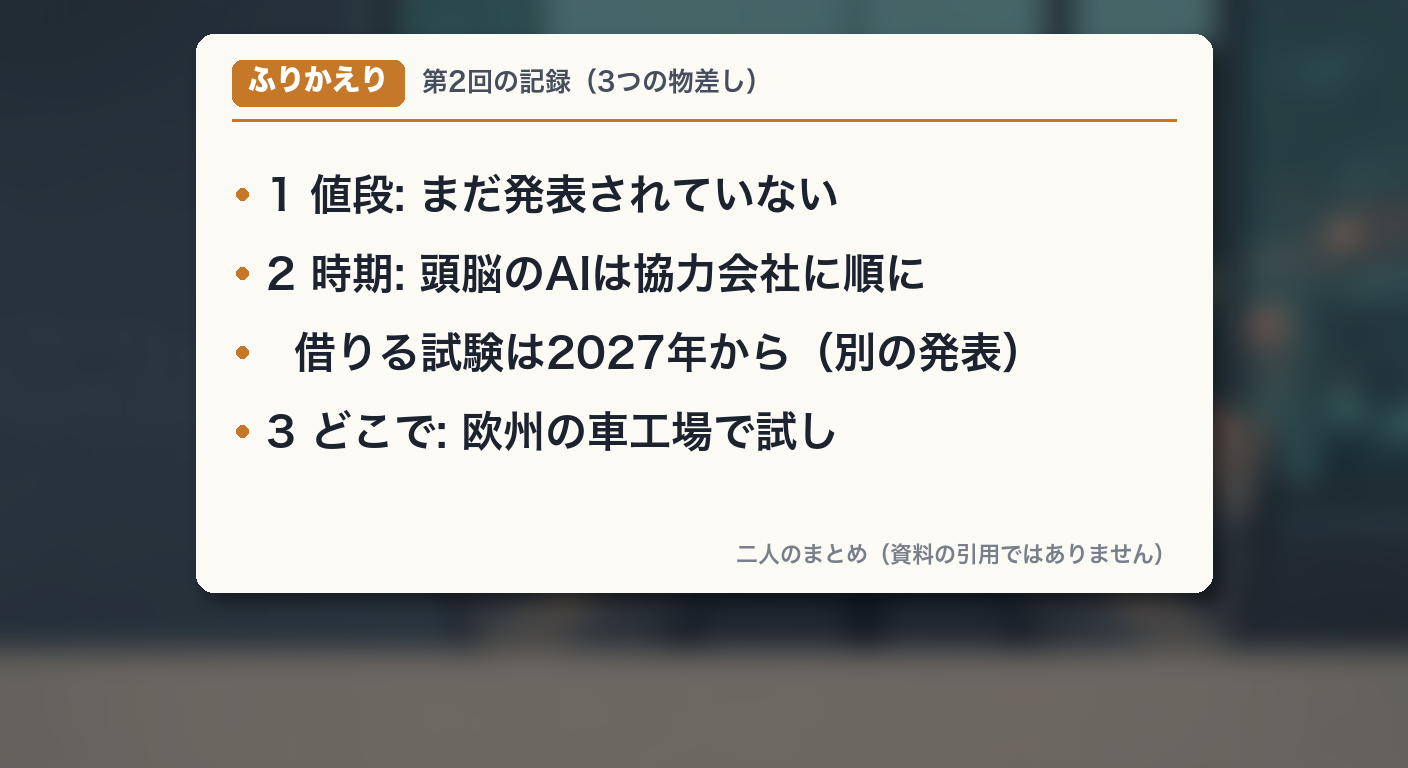 ふりかえり 第2回の記録（3つの物差し）
• 1 値段: まだ発表されていない
• 2 時期: 頭脳のAIは協力会社に順に
• 借りる試験は2027年から（別の発表）
• 3 どこで: 欧州の車工場で試し
二人のまとめ（資料の引用ではありません）